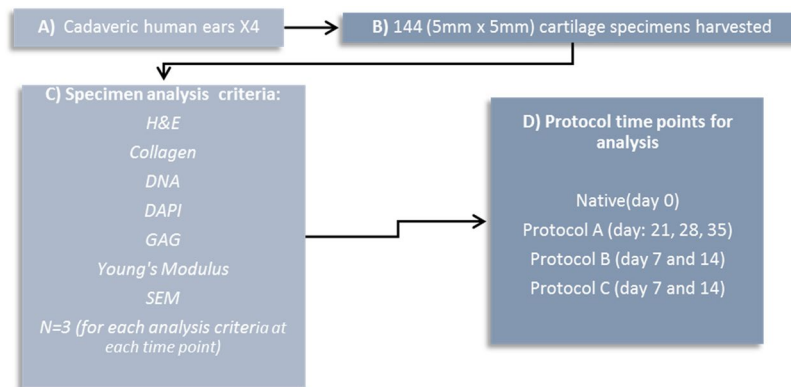 A) Cadaveric human ears X4
B) 144 (5mm x 5mm) cartilage specimens harvested
C) Specimen analysis criteria:
H&E
Collagen
DNA
DAPI
GAG
Young's Modulus
SEM
N=3 (for each analysis criteria at
each time point)
D) Protocol time points for
analysis
Native(day 0)
Protocol A (day: 21, 28, 35)
Protocol B (day 7 and 14)
Protocol C (day 7 and 14)